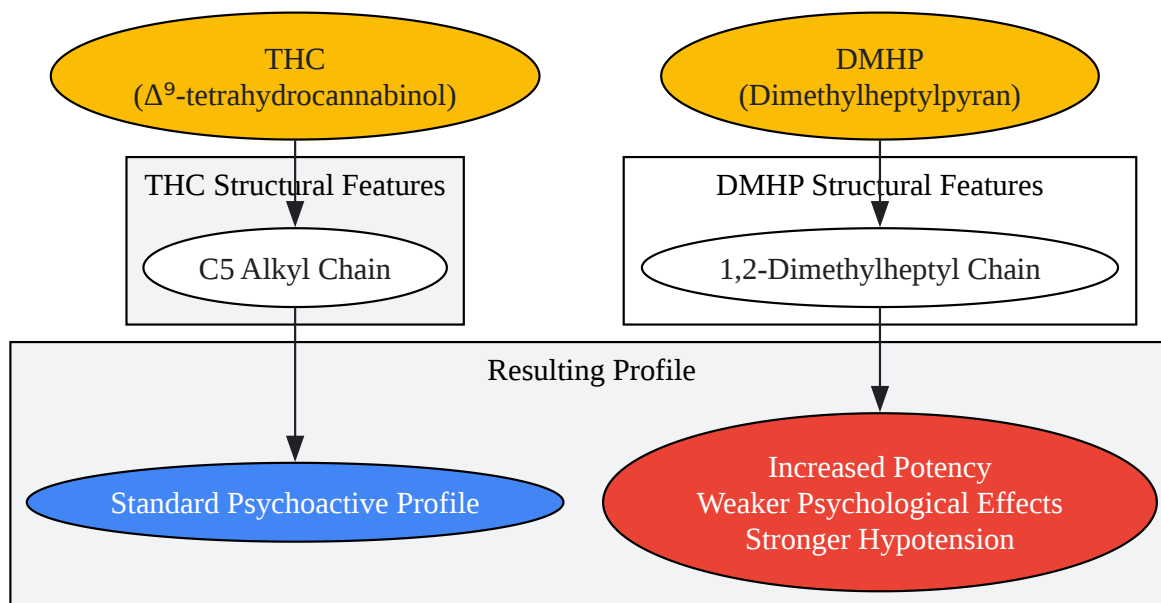 THC
(Δ⁹-tetrahydrocannabinol)
DMHP
(Dimethylheptylpyran)
THC Structural Features
DMHP Structural Features
C5 Alkyl Chain
1,2-Dimethylheptyl Chain
Resulting Profile
Standard Psychoactive Profile
Increased Potency
Weaker Psychological Effects
Stronger Hypotension